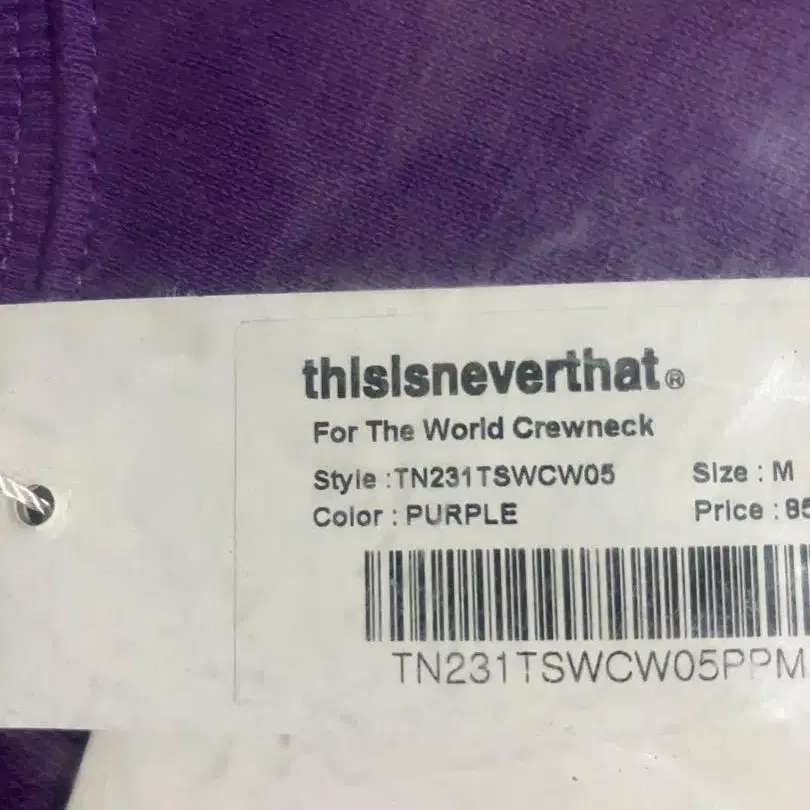 thisisneverthat®
For The World Crewneck
Style :TN231TSWCW05
Size : M
Color : PURPLE
Price : 85
TN231TSWCW05PPM